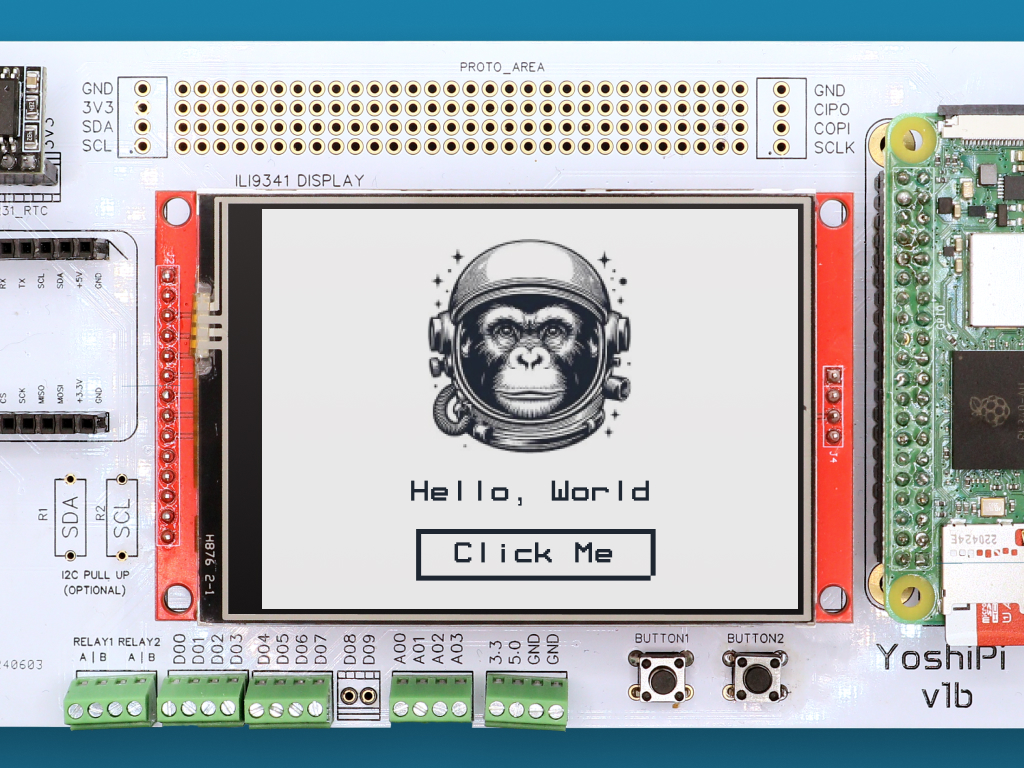 PROTO_AREA
GND
3V3
SDA
SCL
GND
CIPO
COPI
SCLK
3V3
ILI9341 DISPLAY
31_RTC
RX
TX
SCL
SDA
+5V
GND
J2
GPIO
CS
SCK
MISO
MOSI
+3.3V
GND
J4
Hello, World
Click Me
R1
SDA
R2
SCL
I2C PULL UP
(OPTIONAL)
H876 2-1
220424E
RELAY1 RELAY2
A|B A|B
D00
D01
D02
D03
D04
D05
D06
D07
D08
D09
A00
A01
A02
A03
3.3
5.0
GND
GND
BUTTON1
BUTTON2
240603
YoshiPi
v1b